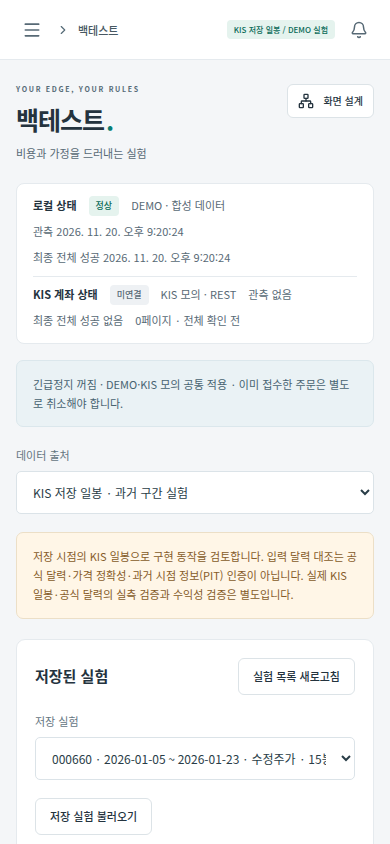 백테스트
KIS 저장 일봉 / DEMO 실험
YOUR EDGE, YOUR RULES
백테스트.
화면 설계
비용과 가정을 드러내는 실험
로컬 상태 정상 DEMO · 합성 데이터
관측 2026. 11. 20. 오후 9:20:24
최종 전체 성공 2026. 11. 20. 오후 9:20:24
KIS 계좌 상태 미연결 KIS 모의 · REST 관측 없음
최종 전체 성공 없음 0페이지 · 전체 확인 전
긴급정지 꺼짐 · DEMO·KIS 모의 공통 적용 · 이미 접수한 주문은 별도
로 취소해야 합니다.
데이터 출처
KIS 저장 일봉 · 과거 구간 실험
저장 시점의 KIS 일봉으로 구현 동작을 검토합니다. 입력 달력 대조는 공
식 달력·가격 정확성·과거 시점 정보(PIT) 인증이 아닙니다. 실제 KIS
일봉·공식 달력의 실측 검증과 수익성 검증은 별도입니다.
저장된 실험
실험 목록 새로고침
저장 실험
000660 · 2026-01-05 ~ 2026-01-23 · 수정주가 · 15
저장 실험 불러오기